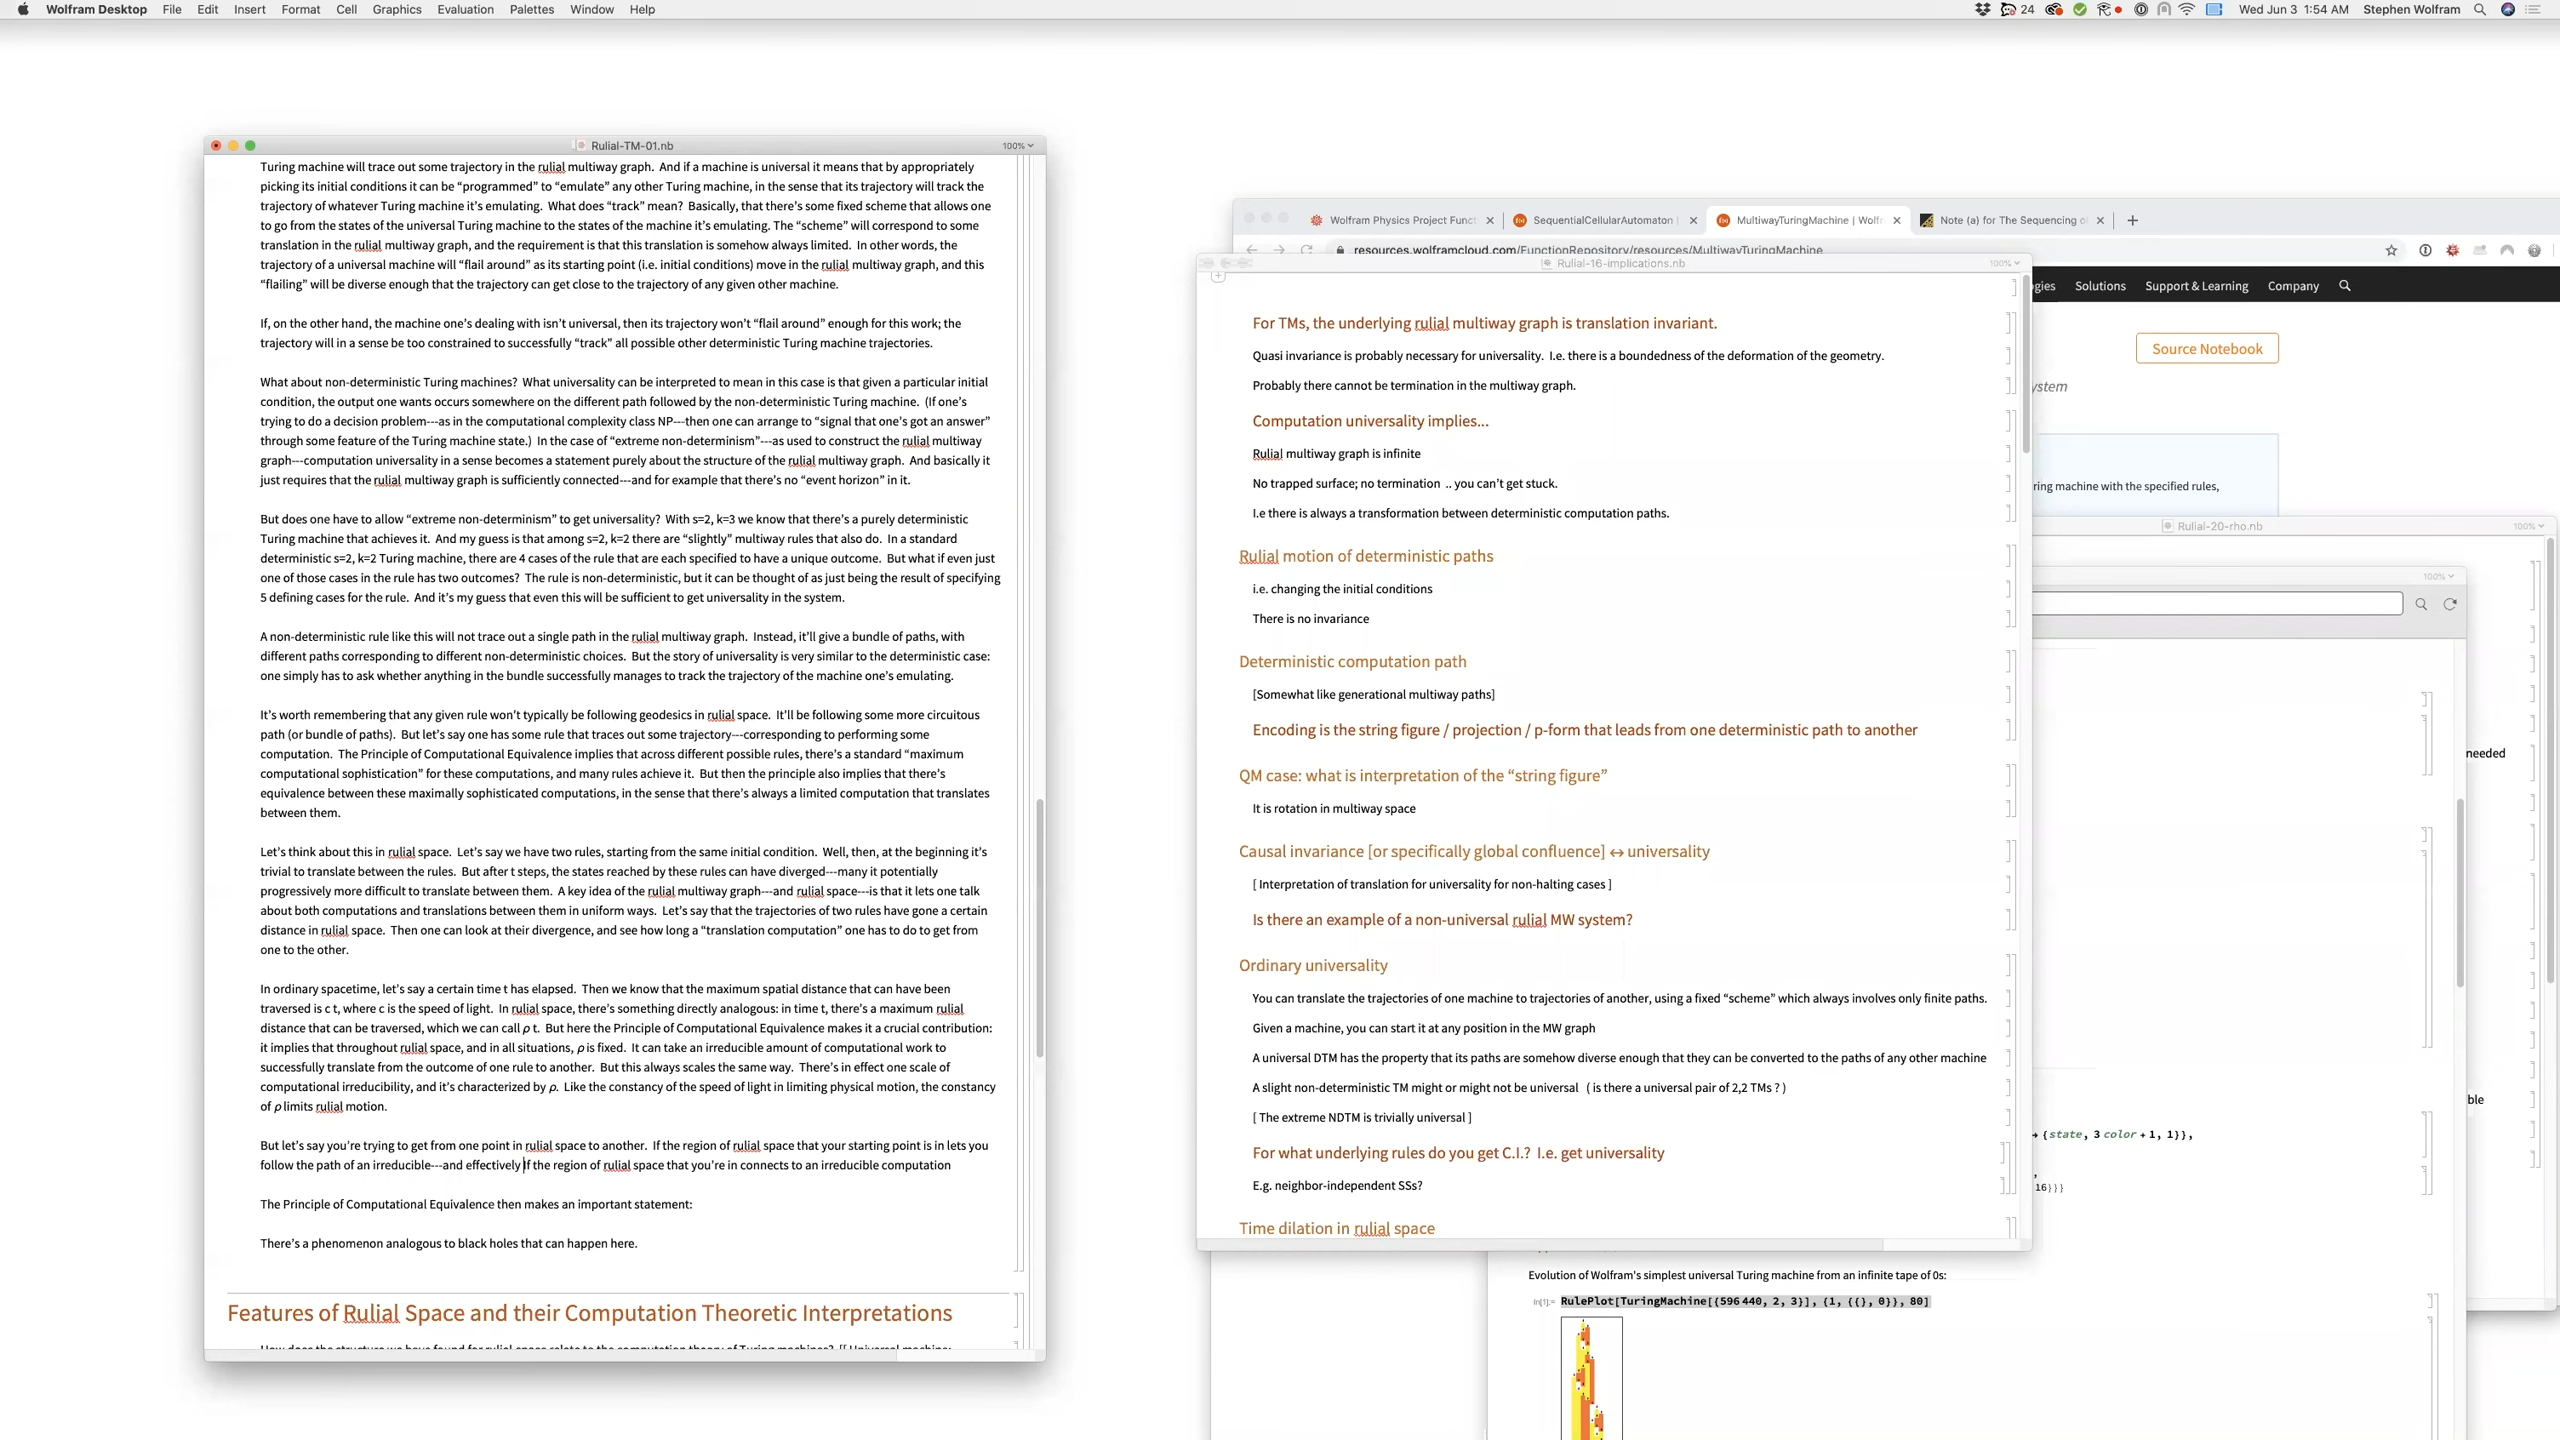 Wolfram Desktop File Edit Insert Format Cell Graphics Evaluation Palettes Window Help
24 Wed Jun 3 1:54 AM Stephen Wolfram
Rulial-TM-01.nb
100%
Turing machine will trace out some trajectory in the rulial multiway graph. And if a machine is universal it means that by appropriately
picking its initial conditions it can be “programmed” to “emulate” any other Turing machine, in the sense that its trajectory will track the
trajectory of whatever Turing machine it’s emulating. What does “track” mean? Basically, that there’s some fixed scheme that allows one
to go from the states of the universal Turing machine to the states of the machine it’s emulating. The “scheme” will correspond to some
translation in the rulial multiway graph, and the requirement is that this translation is somehow always limited. In other words, the
trajectory of a universal machine will “flail around” as its starting point (i.e. initial conditions) move in the rulial multiway graph, and this
“flailing” will be diverse enough that the trajectory can get close to the trajectory of any given other machine.
If, on the other hand, the machine one’s dealing with isn’t universal, then its trajectory won’t “flail around” enough for this work; the
trajectory will in a sense be too constrained to successfully “track” all possible other deterministic Turing machine trajectories.
What about non-deterministic Turing machines? What universality can be interpreted to mean in this case is that given a particular initial
condition, the output one wants occurs somewhere on the different path followed by the non-deterministic Turing machine. (If one’s
trying to do a decision problem---as in the computational complexity class NP---then one can arrange to “signal that one’s got an answer”
through some feature of the Turing machine state.) In the case of “extreme non-determinism”---as used to construct the rulial multiway
graph---computation universality in a sense becomes a statement purely about the structure of the rulial multiway graph. And basically it
just requires that the rulial multiway graph is sufficiently connected---and for example that there’s no “event horizon” in it.
But does one have to allow “extreme non-determinism” to get universality? With s=2, k=3 we know that there’s a purely deterministic
Turing machine that achieves it. And my guess is that among s=2, k=2 there are “slightly” multiway rules that also do. In a standard
deterministic s=2, k=2 Turing machine, there are 4 cases of the rule that are each specified to have a unique outcome. But what if even just
one of those cases in the rule has two outcomes? The rule is non-deterministic, but it can be thought of as just being the result of specifying
5 defining cases for the rule. And it’s my guess that even this will be sufficient to get universality in the system.
A non-deterministic rule like this will not trace out a single path in the rulial multiway graph. Instead, it’ll give a bundle of paths, with
different paths corresponding to different non-deterministic choices. But the story of universality is very similar to the deterministic case:
one simply has to ask whether anything in the bundle successfully manages to track the trajectory of the machine one’s emulating.
It’s worth remembering that any given rule won’t typically be following geodesics in rulial space. It’ll be following some more circuitous
path (or bundle of paths). But let’s say one has some rule that traces out some trajectory---corresponding to performing some
computation. The Principle of Computational Equivalence implies that across different possible rules, there’s a standard “maximum
computational sophistication” for these computations, and many rules achieve it. But then the principle also implies that there’s
equivalence between these maximally sophisticated computations, in the sense that there’s always a limited computation that translates
between them.
Let’s think about this in rulial space. Let’s say we have two rules, starting from the same initial condition. Well, then, at the beginning it’s
trivial to translate between the rules. But after t steps, the states reached by these rules can have diverged---many it potentially
progressively more difficult to translate between them. A key idea of the rulial multiway graph---and rulial space---is that it lets one talk
about both computations and translations between them in uniform ways. Let’s say that the trajectories of two rules have gone a certain
distance in rulial space. Then one can look at their divergence, and see how long a “translation computation” one has to do to get from
one to the other.
In ordinary spacetime, let’s say a certain time t has elapsed. Then we know that the maximum spatial distance that can have been
traversed is c t, where c is the speed of light. In rulial space, there’s something directly analogous: in time t, there’s a maximum rulial
distance that can be traversed, which we can call ρ t. But here the Principle of Computational Equivalence makes it a crucial contribution:
it implies that throughout rulial space, and in all situations, ρ is fixed. It can take an irreducible amount of computational work to
successfully translate from the outcome of one rule to another. But this always scales the same way. There’s in effect one scale of
computational irreducibility, and it’s characterized by ρ. Like the constancy of the speed of light in limiting physical motion, the constancy
of ρ limits rulial motion.
But let’s say you’re trying to get from one point in rulial space to another. If the region of rulial space that your starting point is in lets you
follow the path of an irreducible---and effectively If the region of rulial space that you’re in connects to an irreducible computation
The Principle of Computational Equivalence then makes an important statement:
There’s a phenomenon analogous to black holes that can happen here.
Features of Rulial Space and their Computation Theoretic Interpretations
Wolfram Physics Project Funct SequentialCellularAutomaton MultiwayTuringMachine | Wolfr Note (a) for The Sequencing o
resources.wolframcloud.com/FunctionRepository/resources/MultiwayTuringMachine
Rulial-16-implications.nb
100%
For TMs, the underlying rulial multiway graph is translation invariant.
Quasi invariance is probably necessary for universality. I.e. there is a boundedness of the deformation of the geometry.
Probably there cannot be termination in the multiway graph.
Computation universality implies...
Rulial multiway graph is infinite
No trapped surface; no termination .. you can’t get stuck.
I.e there is always a transformation between deterministic computation paths.
Rulial motion of deterministic paths
i.e. changing the initial conditions
There is no invariance
Deterministic computation path
[Somewhat like generational multiway paths]
Encoding is the string figure / projection / p-form that leads from one deterministic path to another
QM case: what is interpretation of the “string figure”
It is rotation in multiway space
Causal invariance [or specifically global confluence] ↔ universality
[ Interpretation of translation for universality for non-halting cases ]
Is there an example of a non-universal rulial MW system?
Ordinary universality
You can translate the trajectories of one machine to trajectories of another, using a fixed “scheme” which always involves only finite paths.
Given a machine, you can start it at any position in the MW graph
A universal DTM has the property that its paths are somehow diverse enough that they can be converted to the paths of any other machine
A slight non-deterministic TM might or might not be universal ( is there a universal pair of 2,2 TMs ? )
[ The extreme NDTM is trivially universal ]
For what underlying rules do you get C.I.? I.e. get universality
E.g. neighbor-independent SSs?
Time dilation in rulial space
gies Solutions Support & Learning Company
Source Notebook
ystem
ring machine with the specified rules,
Rulial-20-rho.nb
100%
100%
needed
ble
→ {state, 3 color + 1, 1}},
,
16}}}
Evolution of Wolfram's simplest universal Turing machine from an infinite tape of 0s:
In[1]:= RulePlot[TuringMachine[{596 440, 2, 3}], {1, {{}, 0}}, 80]